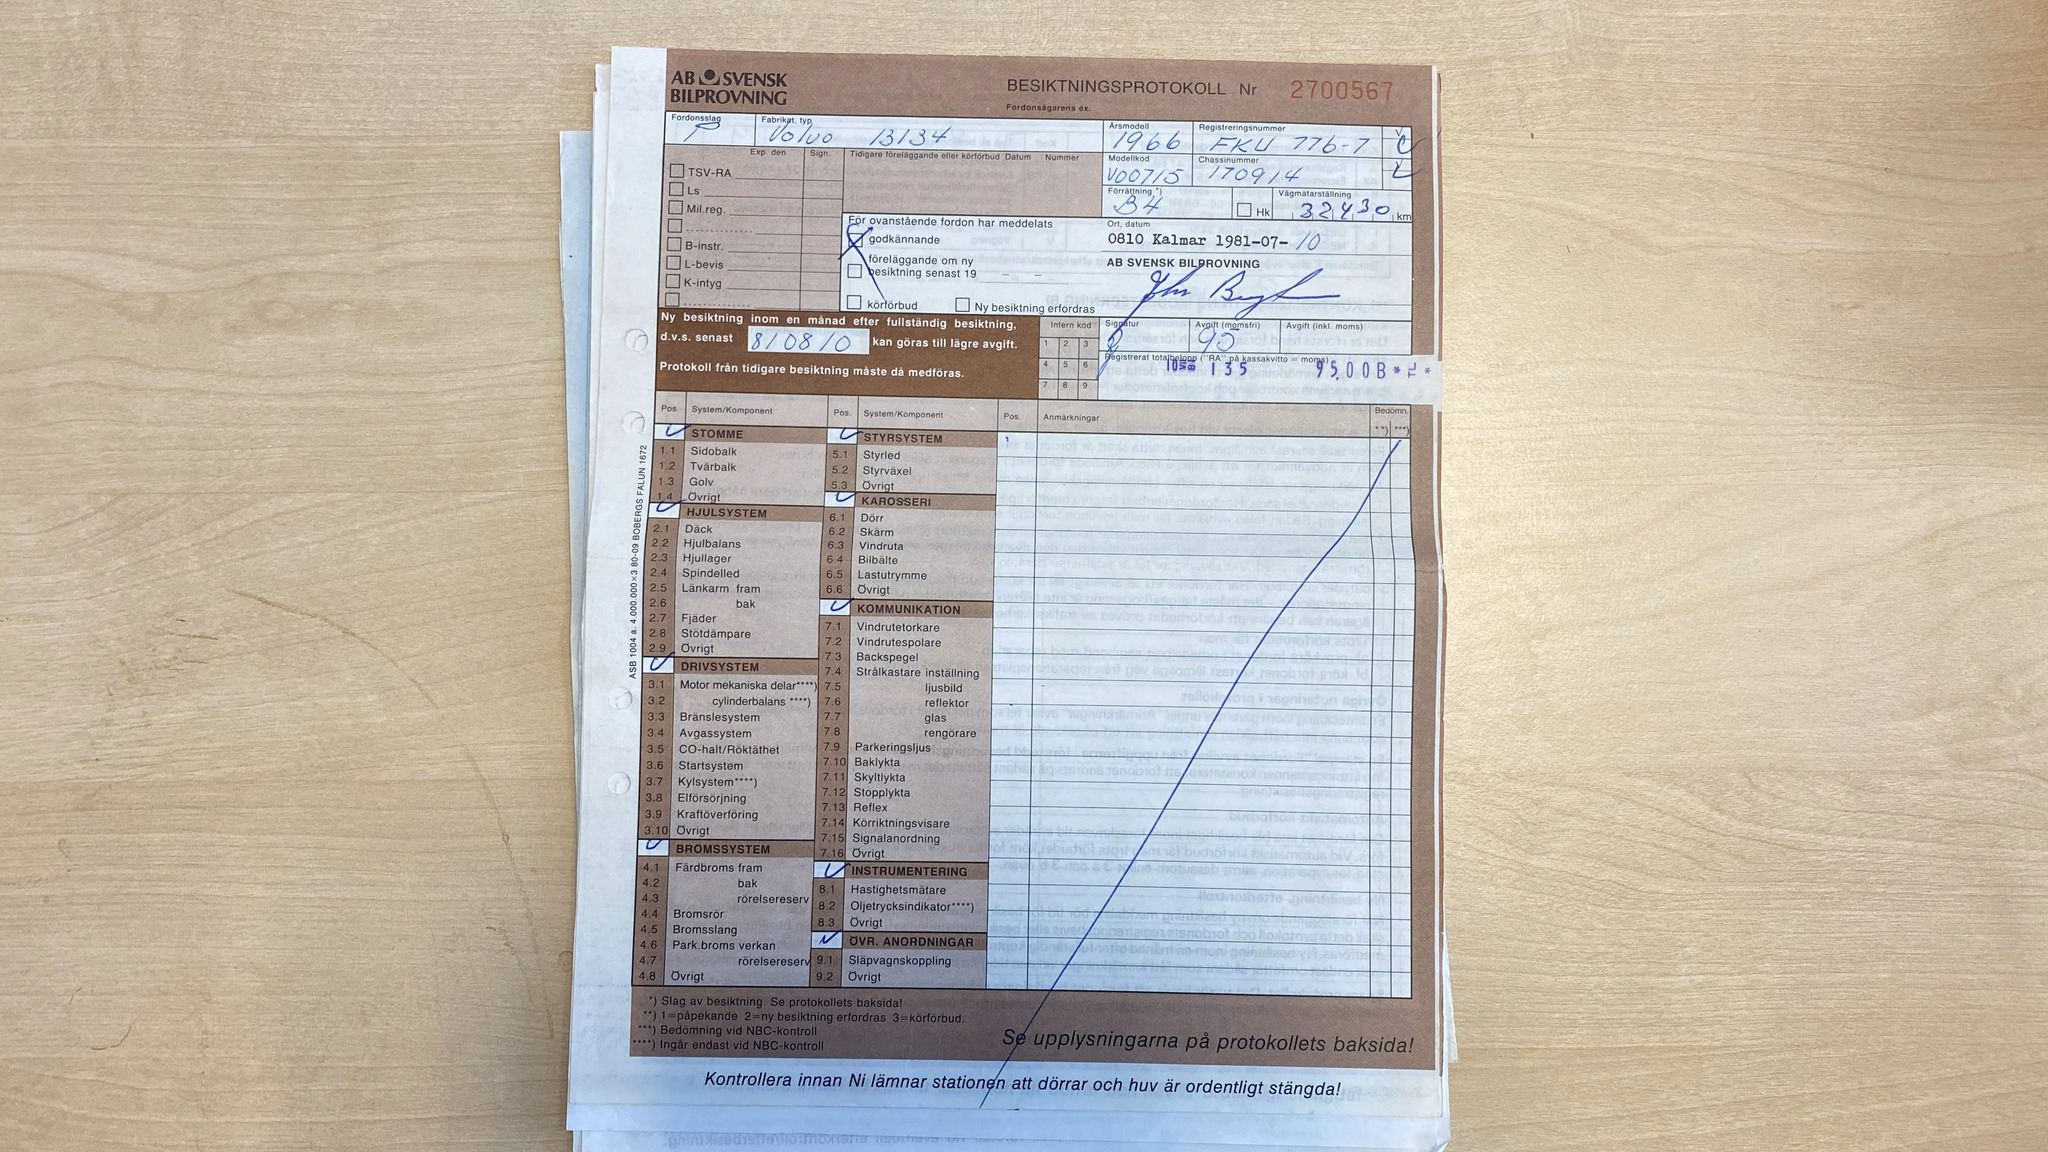 AB SVENSK
BILPROVNING
BESIKTNINGSPROTOKOLL Nr 2700567
Fordonsägarens ex.
Fordonsslag
P
Fabrikat, typ
Volvo 13134
Årsmodell
1966
Registreringsnummer
FKU 776-7
V
Modellkod
V00715
Chassinummer
170914
Förrättning *)
B4
Hk
Vägmätarställning
32430 km
Exp. den Sign.
TSV-RA
Ls
Mil.reg.
B-instr.
L-bevis
K-intyg
Tidigare föreläggande eller körförbud Datum Nummer
För ovanstående fordon har meddelats
godkännande
föreläggande om ny
besiktning senast 19 – –
körförbud Ny besiktning erfordras
Ort, datum
0810 Kalmar 1981-07-10
AB SVENSK BILPROVNING
Ny besiktning inom en månad efter fullständig besiktning,
d.v.s. senast 810810 kan göras till lägre avgift.
Protokoll från tidigare besiktning måste då medföras.
Intern kod
1 2 3
4 5 6
7 8 9
Signatur
Avgift (momsfri)
95
Avgift (inkl. moms)
Registrerat totalbelopp ("RA" på kassakvitto = moms)
135 95.00B * TL *
Pos. System/Komponent Pos. System/Komponent Pos. Anmärkningar Bedömn.
**) ***)
STOMME
1.1 Sidobalk
1.2 Tvärbalk
1.3 Golv
1.4 Övrigt
HJULSYSTEM
2.1 Däck
2.2 Hjulbalans
2.3 Hjullager
2.4 Spindelled
2.5 Länkarm fram
2.6 bak
2.7 Fjäder
2.8 Stötdämpare
2.9 Övrigt
DRIVSYSTEM
3.1 Motor mekaniska delar****)
3.2 cylinderbalans ****)
3.3 Bränslesystem
3.4 Avgassystem
3.5 CO-halt/Röktäthet
3.6 Startsystem
3.7 Kylsystem****)
3.8 Elförsörjning
3.9 Kraftöverföring
3.10 Övrigt
BROMSSYSTEM
4.1 Färdbroms fram
4.2 bak
4.3 rörelsereserv
4.4 Bromsrör
4.5 Bromsslang
4.6 Park.broms verkan
4.7 rörelsereserv
4.8 Övrigt
STYRSYSTEM
5.1 Styrled
5.2 Styrväxel
5.3 Övrigt
KAROSSERI
6.1 Dörr
6.2 Skärm
6.3 Vindruta
6.4 Bilbälte
6.5 Lastutrymme
6.6 Övrigt
KOMMUNIKATION
7.1 Vindrutetorkare
7.2 Vindrutespolare
7.3 Backspegel
7.4 Strålkastare inställning
7.5 ljusbild
7.6 reflektor
7.7 glas
7.8 rengörare
7.9 Parkeringsljus
7.10 Baklykta
7.11 Skyltlykta
7.12 Stopplykta
7.13 Reflex
7.14 Körriktningsvisare
7.15 Signalanordning
7.16 Övrigt
INSTRUMENTERING
8.1 Hastighetsmätare
8.2 Oljetrycksindikator****)
8.3 Övrigt
ÖVR. ANORDNINGAR
9.1 Släpvagnskoppling
9.2 Övrigt
ASB 1004 a. 4.000.000×3 80-09 BOBERGS FALUN 1672
*) Slag av besiktning. Se protokollets baksida!
**) 1=påpekande 2=ny besiktning erfordras 3=körförbud.
***) Bedömning vid NBC-kontroll
****) Ingår endast vid NBC-kontroll
Se upplysningarna på protokollets baksida!
Kontrollera innan Ni lämnar stationen att dörrar och huv är ordentligt stängda!